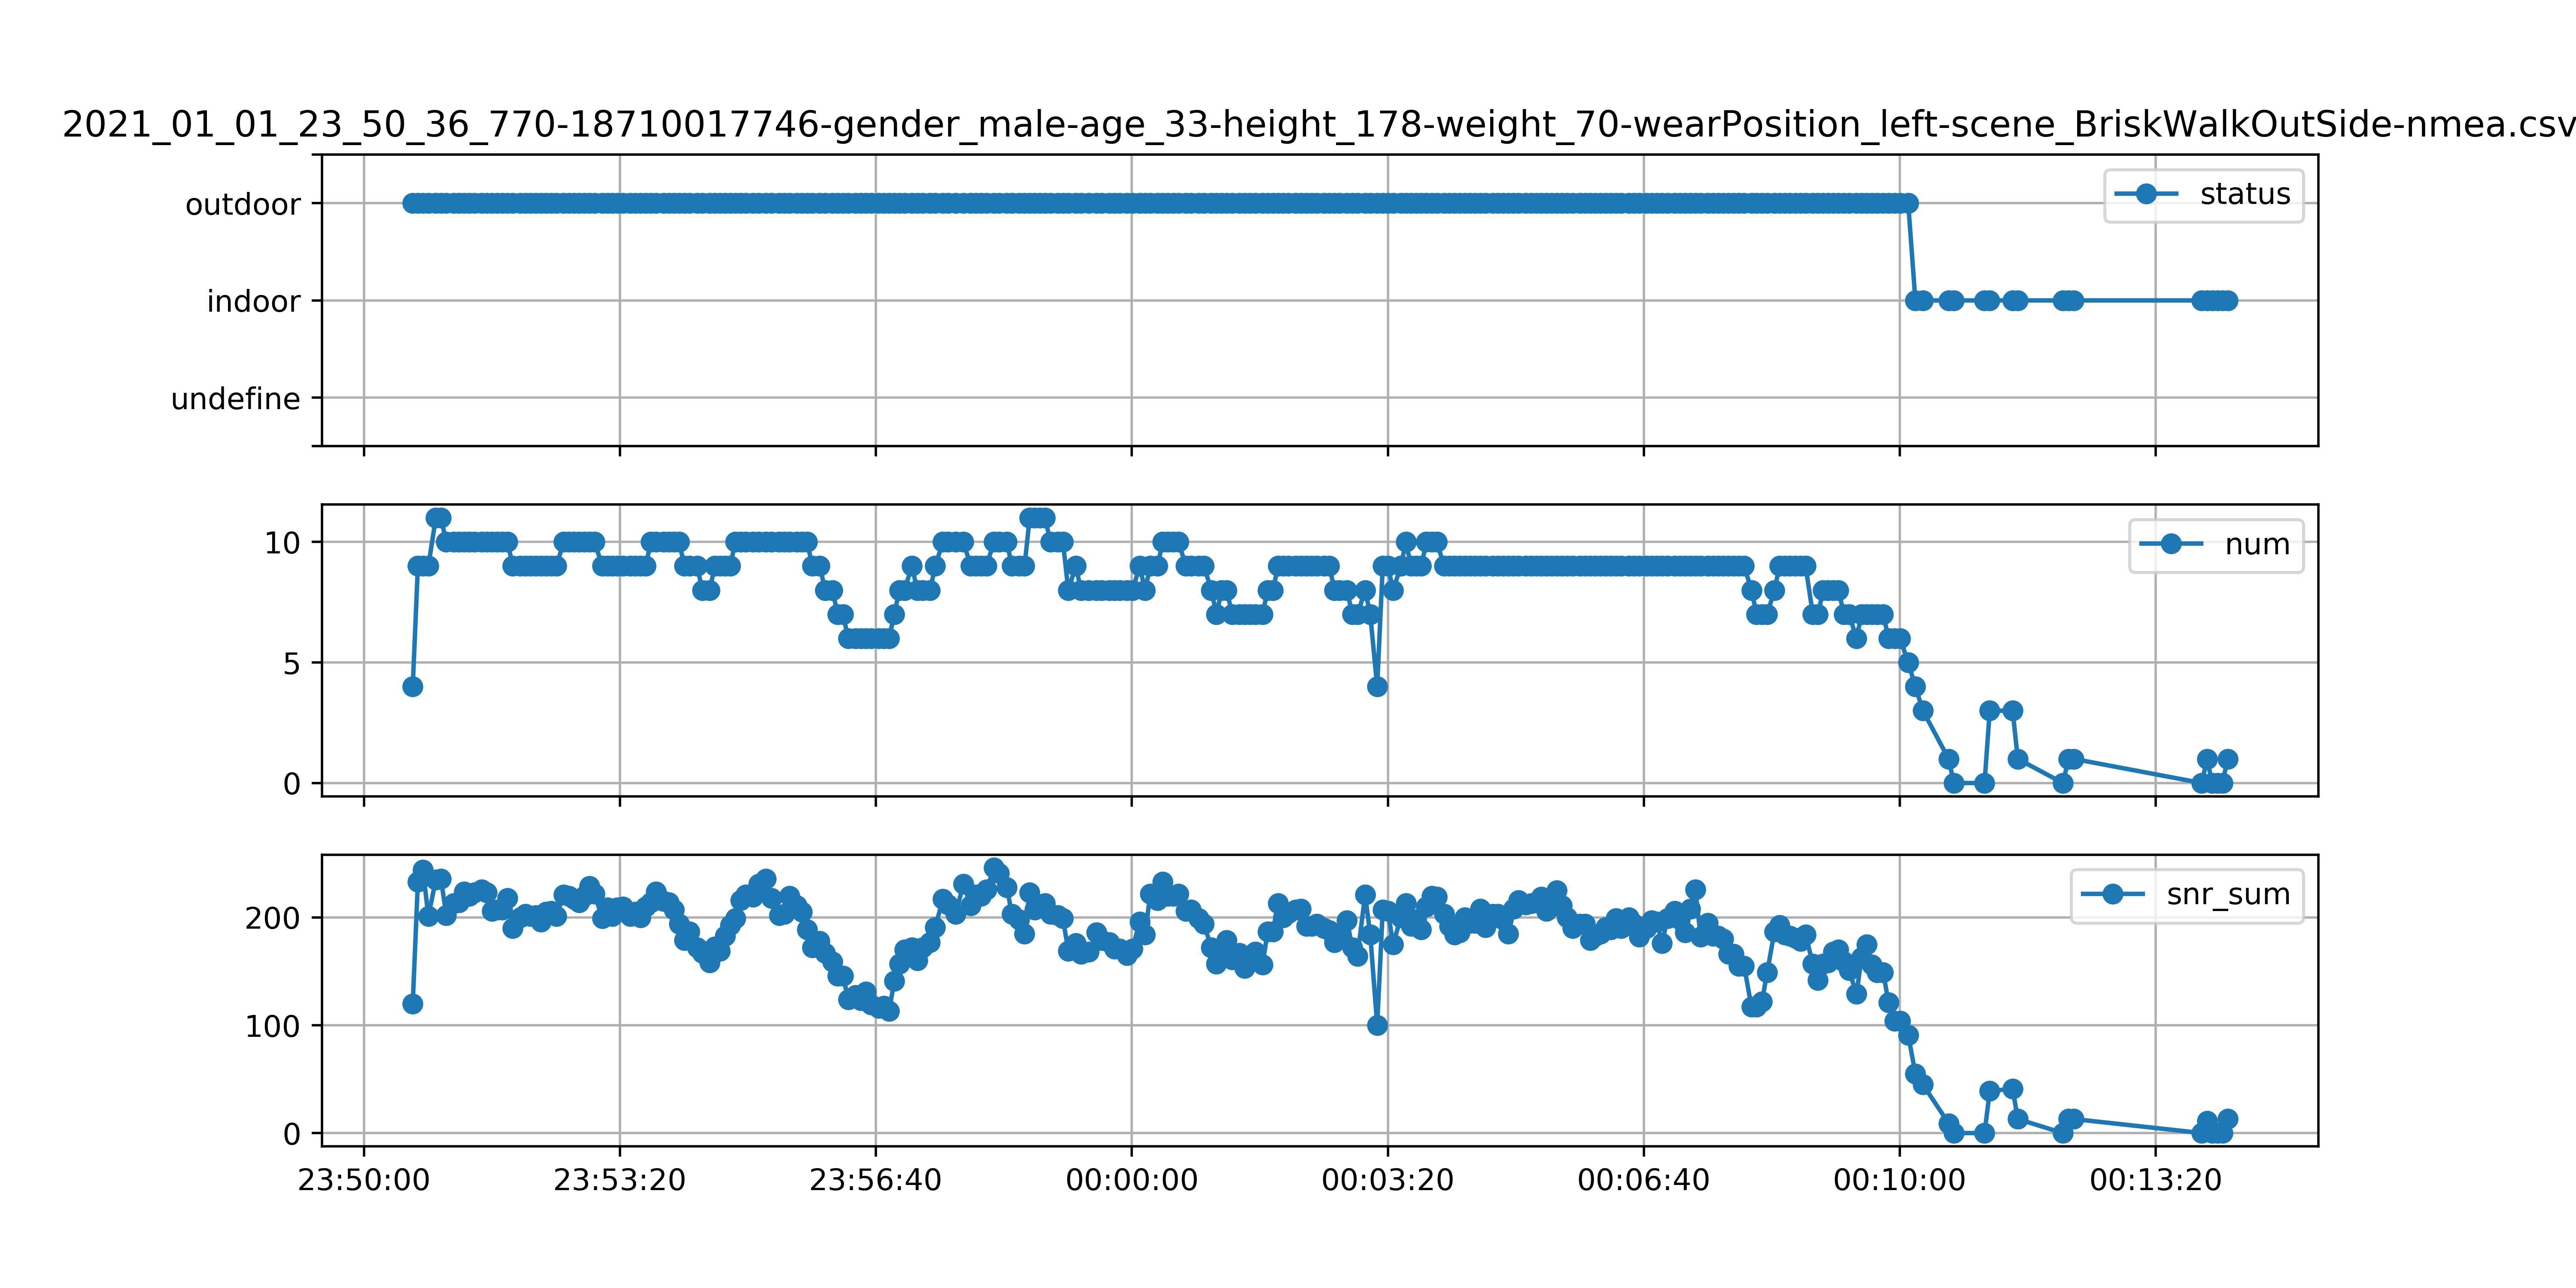 2021_01_01_23_50_36_770-18710017746-gender_male-age_33-height_178-weight_70-wearPosition_left-scene_BriskWalkOutSide-nmea.csv
outdoor
status
indoor
undefine
10
num
5
0
snr_sum
200
100
0
23:50:00 23:53:20 23:56:40 00:00:00 00:03:20 00:06:40 00:10:00 00:13:20